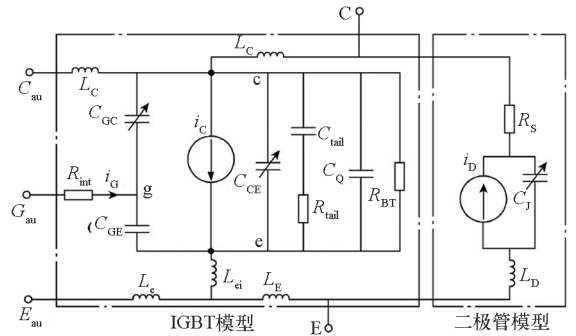 C
L_C
C_au
L_C
c
C_GC
i_C
C_tail
R_S
R_int
i_G
g
C_CE
C_Q
i_D
G_au
R_tail
R_BT
C_J
C_GE
e
L_ei
L_D
L_e
L_E
E_au
IGBT模型
E
二极管模型